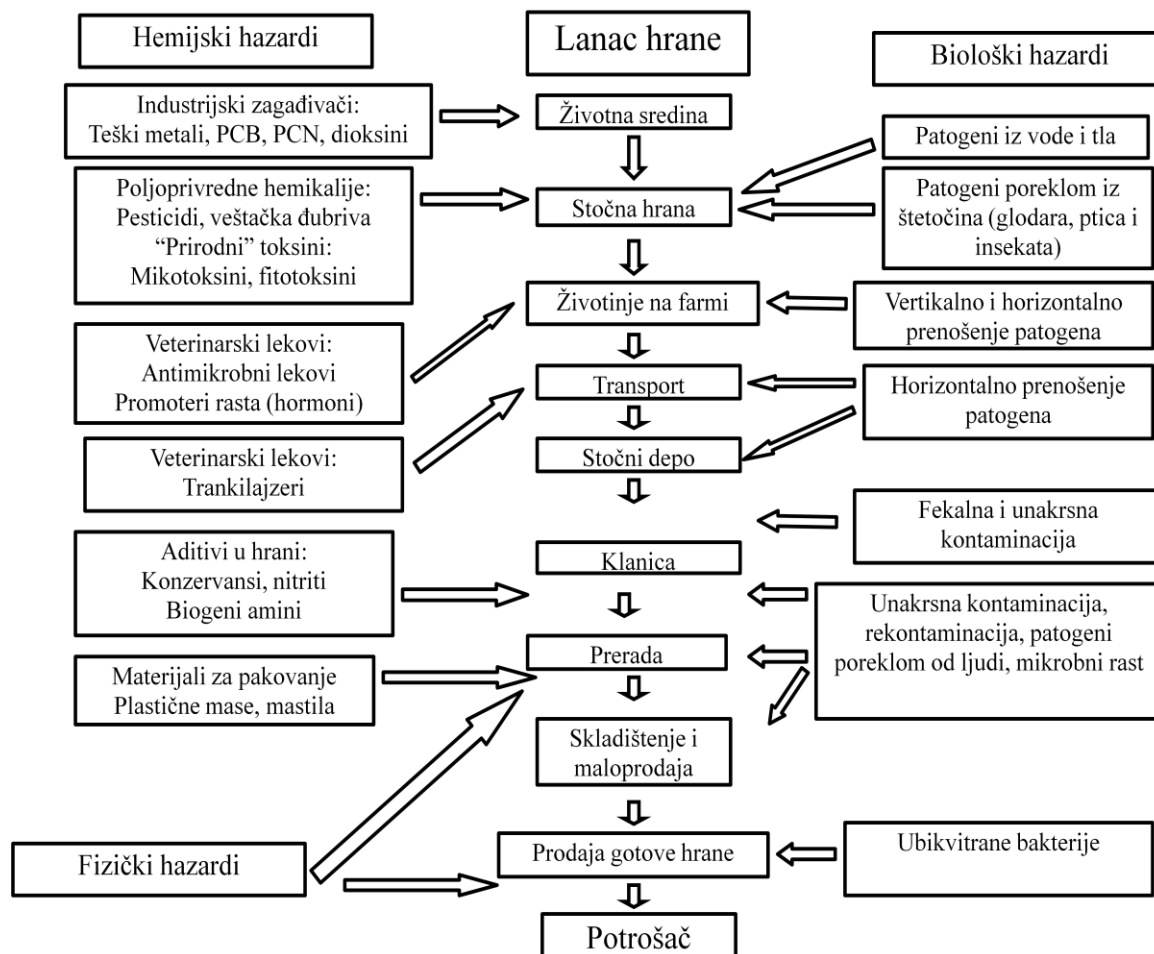 Hemijski hazardi
Lanac hrane
Biološki hazardi
Industrijski zagađivači:
Teški metali, PCB, PCN, dioksini
Životna sredina
Patogeni iz vode i tla
Poljoprivredne hemikalije:
Pesticidi, veštačka đubriva
“Prirodni” toksini:
Mikotoksini, fitotoksini
Stočna hrana
Patogeni poreklom iz
štetočina (glodara, ptica i
insekata)
Životinje na farmi
Vertikalno i horizontalno
prenošenje patogena
Veterinarski lekovi:
Antimikrobni lekovi
Promoteri rasta (hormoni)
Transport
Horizontalno prenošenje
patogena
Veterinarski lekovi:
Trankilajzeri
Stočni depo
Fekalna i unakrsna
kontaminacija
Aditivi u hrani:
Konzervansi, nitriti
Biogeni amini
Klanica
Unakrsna kontaminacija,
rekontaminacija, patogeni
poreklom od ljudi, mikrobni rast
Prerada
Materijali za pakovanje
Plastične mase, mastila
Skladištenje i
maloprodaja
Fizički hazardi
Prodaja gotove hrane
Ubikvitrane bakterije
Potrošač